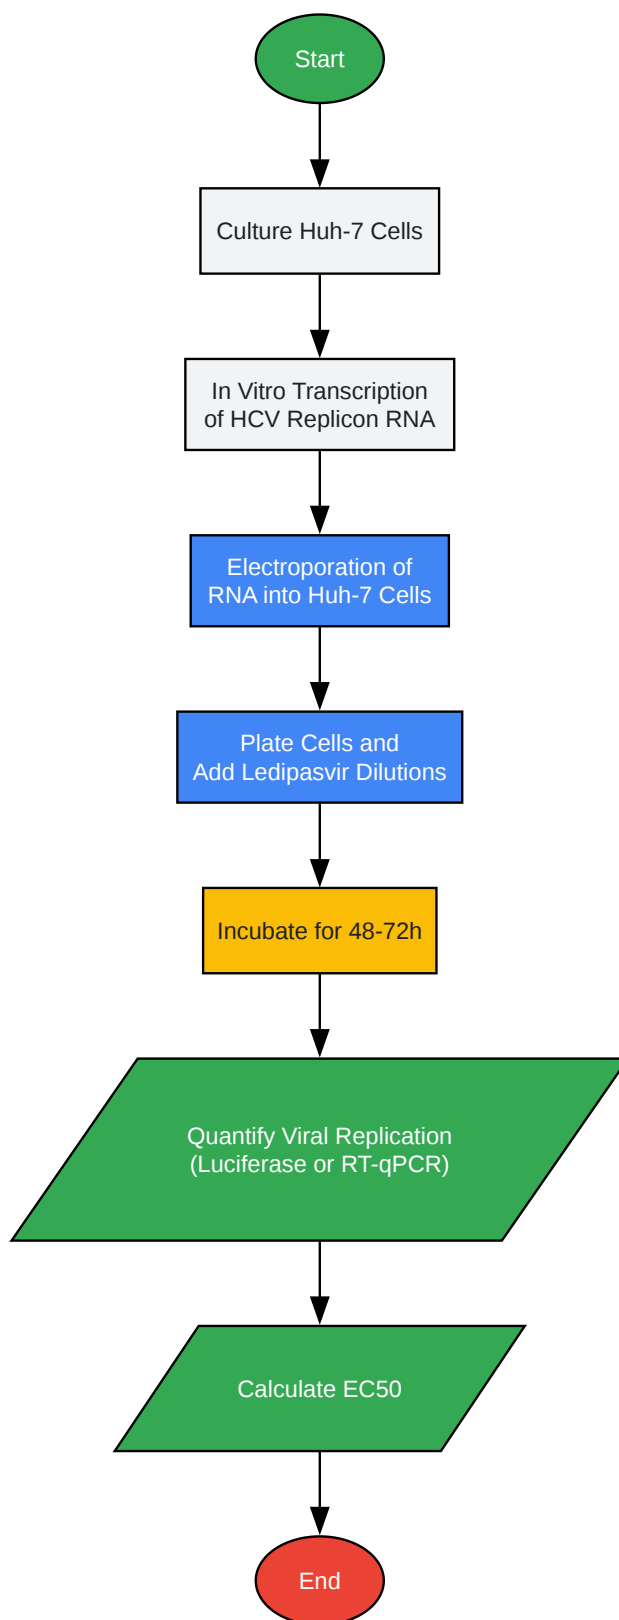 Start
Culture Huh-7 Cells
In Vitro Transcription
of HCV Replicon RNA
Electroporation of
RNA into Huh-7 Cells
Plate Cells and
Add Ledipasvir Dilutions
Incubate for 48-72h
Quantify Viral Replication
(Luciferase or RT-qPCR)
Calculate EC50
End